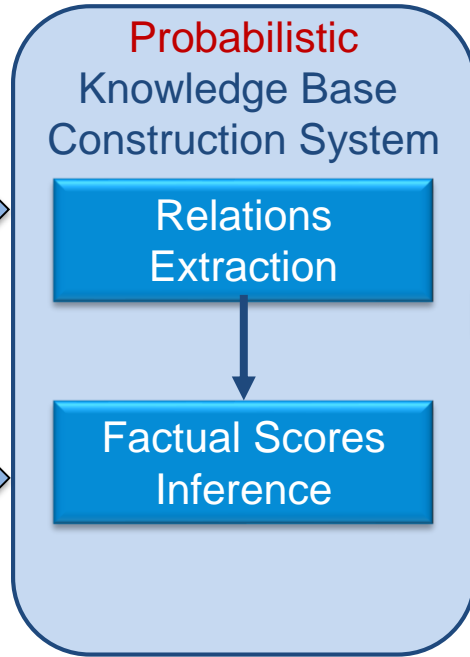 Probabilistic
Knowledge Base
Construction System
Relations
Extraction
Factual Scores
Inference